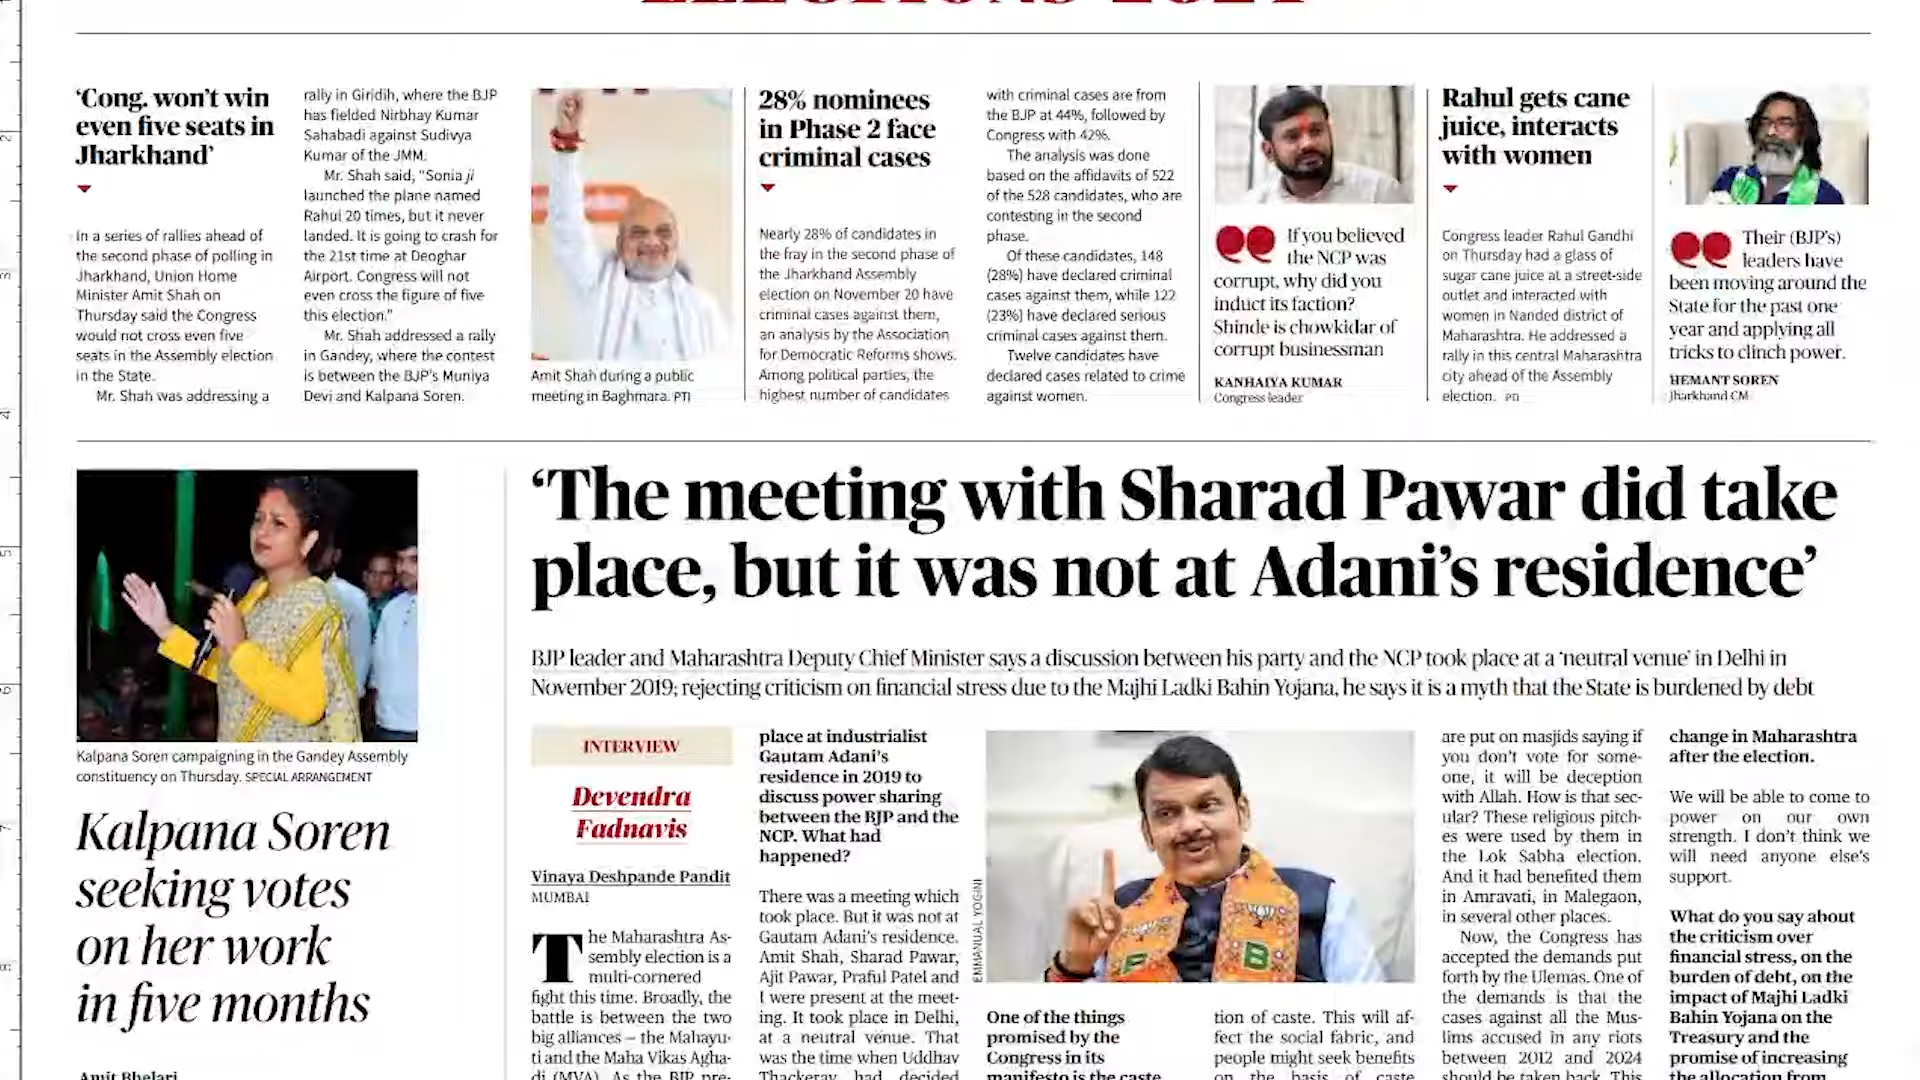 ‘Cong. won’t win
even five seats in
Jharkhand’
In a series of rallies ahead of
the second phase of polling in
Jharkhand, Union Home
Minister Amit Shah on
Thursday said the Congress
would not cross even five
seats in the Assembly election
in the State.
Mr. Shah was addressing a
rally in Giridih, where the BJP
has fielded Nirbhay Kumar
Sahabadi against Sudivya
Kumar of the JMM.
Mr. Shah said, “Sonia ji
launched the plane named
Rahul 20 times, but it never
landed. It is going to crash for
the 21st time at Deoghar
Airport. Congress will not
even cross the figure of five
this election.”
Mr. Shah addressed a rally
in Gandey, where the contest
is between the BJP’s Muniya
Devi and Kalpana Soren.
Amit Shah during a public
meeting in Baghmara. PTI
28% nominees
in Phase 2 face
criminal cases
Nearly 28% of candidates in
the fray in the second phase of
the Jharkhand Assembly
election on November 20 have
criminal cases against them,
an analysis by the Association
for Democratic Reforms shows.
Among political parties, the
highest number of candidates
with criminal cases are from
the BJP at 44%, followed by
Congress with 42%.
The analysis was done
based on the affidavits of 522
of the 528 candidates, who are
contesting in the second
phase.
Of these candidates, 148
(28%) have declared criminal
cases against them, while 122
(23%) have declared serious
criminal cases against them.
Twelve candidates have
declared cases related to crime
against women.
If you believed
the NCP was
corrupt, why did you
induct its faction?
Shinde is chowkidar of
corrupt businessman
KANHAIYA KUMAR
Congress leader
Rahul gets cane
juice, interacts
with women
Congress leader Rahul Gandhi
on Thursday had a glass of
sugar cane juice at a street-side
outlet and interacted with
women in Nanded district of
Maharashtra. He addressed a
rally in this central Maharashtra
city ahead of the Assembly
election. PTI
Their (BJP’s)
leaders have
been moving around the
State for the past one
year and applying all
tricks to clinch power.
HEMANT SOREN
Jharkhand CM
Kalpana Soren campaigning in the Gandey Assembly
constituency on Thursday. SPECIAL ARRANGEMENT
Kalpana Soren
seeking votes
on her work
in five months
Amit Bhelari
‘The meeting with Sharad Pawar did take
place, but it was not at Adani’s residence’
BJP leader and Maharashtra Deputy Chief Minister says a discussion between his party and the NCP took place at a ‘neutral venue’ in Delhi in
November 2019; rejecting criticism on financial stress due to the Majhi Ladki Bahin Yojana, he says it is a myth that the State is burdened by debt
INTERVIEW
Devendra
Fadnavis
Vinaya Deshpande Pandit
MUMBAI
The Maharashtra As-
sembly election is a
multi-cornered
fight this time. Broadly, the
battle is between the two
big alliances – the Mahayu-
ti and the Maha Vikas Agha-
di (MVA). As the BJP pre-
place at industrialist
Gautam Adani’s
residence in 2019 to
discuss power sharing
between the BJP and the
NCP. What had
happened?
There was a meeting which
took place. But it was not at
Gautam Adani’s residence.
Amit Shah, Sharad Pawar,
Ajit Pawar, Praful Patel and
I were present at the meet-
ing. It took place in Delhi,
at a neutral venue. That
was the time when Uddhav
Thackeray had decided
EMMANUAL YOGINI
One of the things
promised by the
Congress in its
manifesto is the caste
tion of caste. This will af-
fect the social fabric, and
people might seek benefits
on the basis of caste
are put on masjids saying if
you don’t vote for some-
one, it will be deception
with Allah. How is that sec-
ular? These religious pitch-
es were used by them in
the Lok Sabha election.
And it had benefited them
in Amravati, in Malegaon,
in several other places.
Now, the Congress has
accepted the demands put
forth by the Ulemas. One of
the demands is that the
cases against all the Mus-
lims accused in any riots
between 2012 and 2024
should be taken back. This
change in Maharashtra
after the election.
We will be able to come to
power on our own
strength. I don’t think we
will need anyone else’s
support.
What do you say about
the criticism over
financial stress, on the
burden of debt, on the
impact of Majhi Ladki
Bahin Yojana on the
Treasury and the
promise of increasing
the allocation from